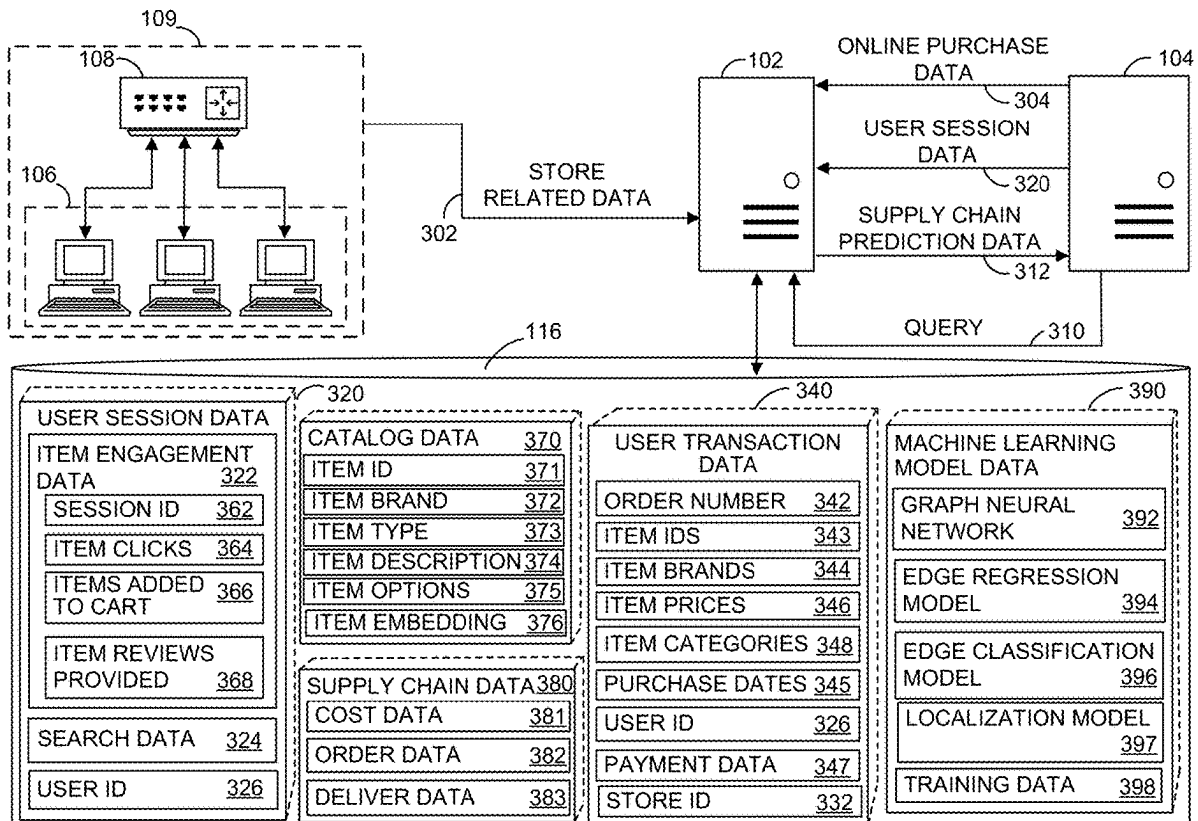 109
108
106
302
STORE
RELATED DATA
102
104
ONLINE PURCHASE
DATA
304
USER SESSION
DATA
320
SUPPLY CHAIN
PREDICTION DATA
312
QUERY
310
116
320
USER SESSION DATA
ITEM ENGAGEMENT
DATA 322
SESSION ID 362
ITEM CLICKS 364
ITEMS ADDED
TO CART 366
ITEM REVIEWS
PROVIDED 368
SEARCH DATA 324
USER ID 326
CATALOG DATA 370
ITEM ID 371
ITEM BRAND 372
ITEM TYPE 373
ITEM DESCRIPTION 374
ITEM OPTIONS 375
ITEM EMBEDDING 376
SUPPLY CHAIN DATA 380
COST DATA 381
ORDER DATA 382
DELIVER DATA 383
340
USER TRANSACTION
DATA
ORDER NUMBER 342
ITEM IDS 343
ITEM BRANDS 344
ITEM PRICES 346
ITEM CATEGORIES 348
PURCHASE DATES 345
USER ID 326
PAYMENT DATA 347
STORE ID 332
390
MACHINE LEARNING
MODEL DATA
GRAPH NEURAL
NETWORK 392
EDGE REGRESSION
MODEL 394
EDGE CLASSIFICATION
MODEL 396
LOCALIZATION MODEL
397
TRAINING DATA 398